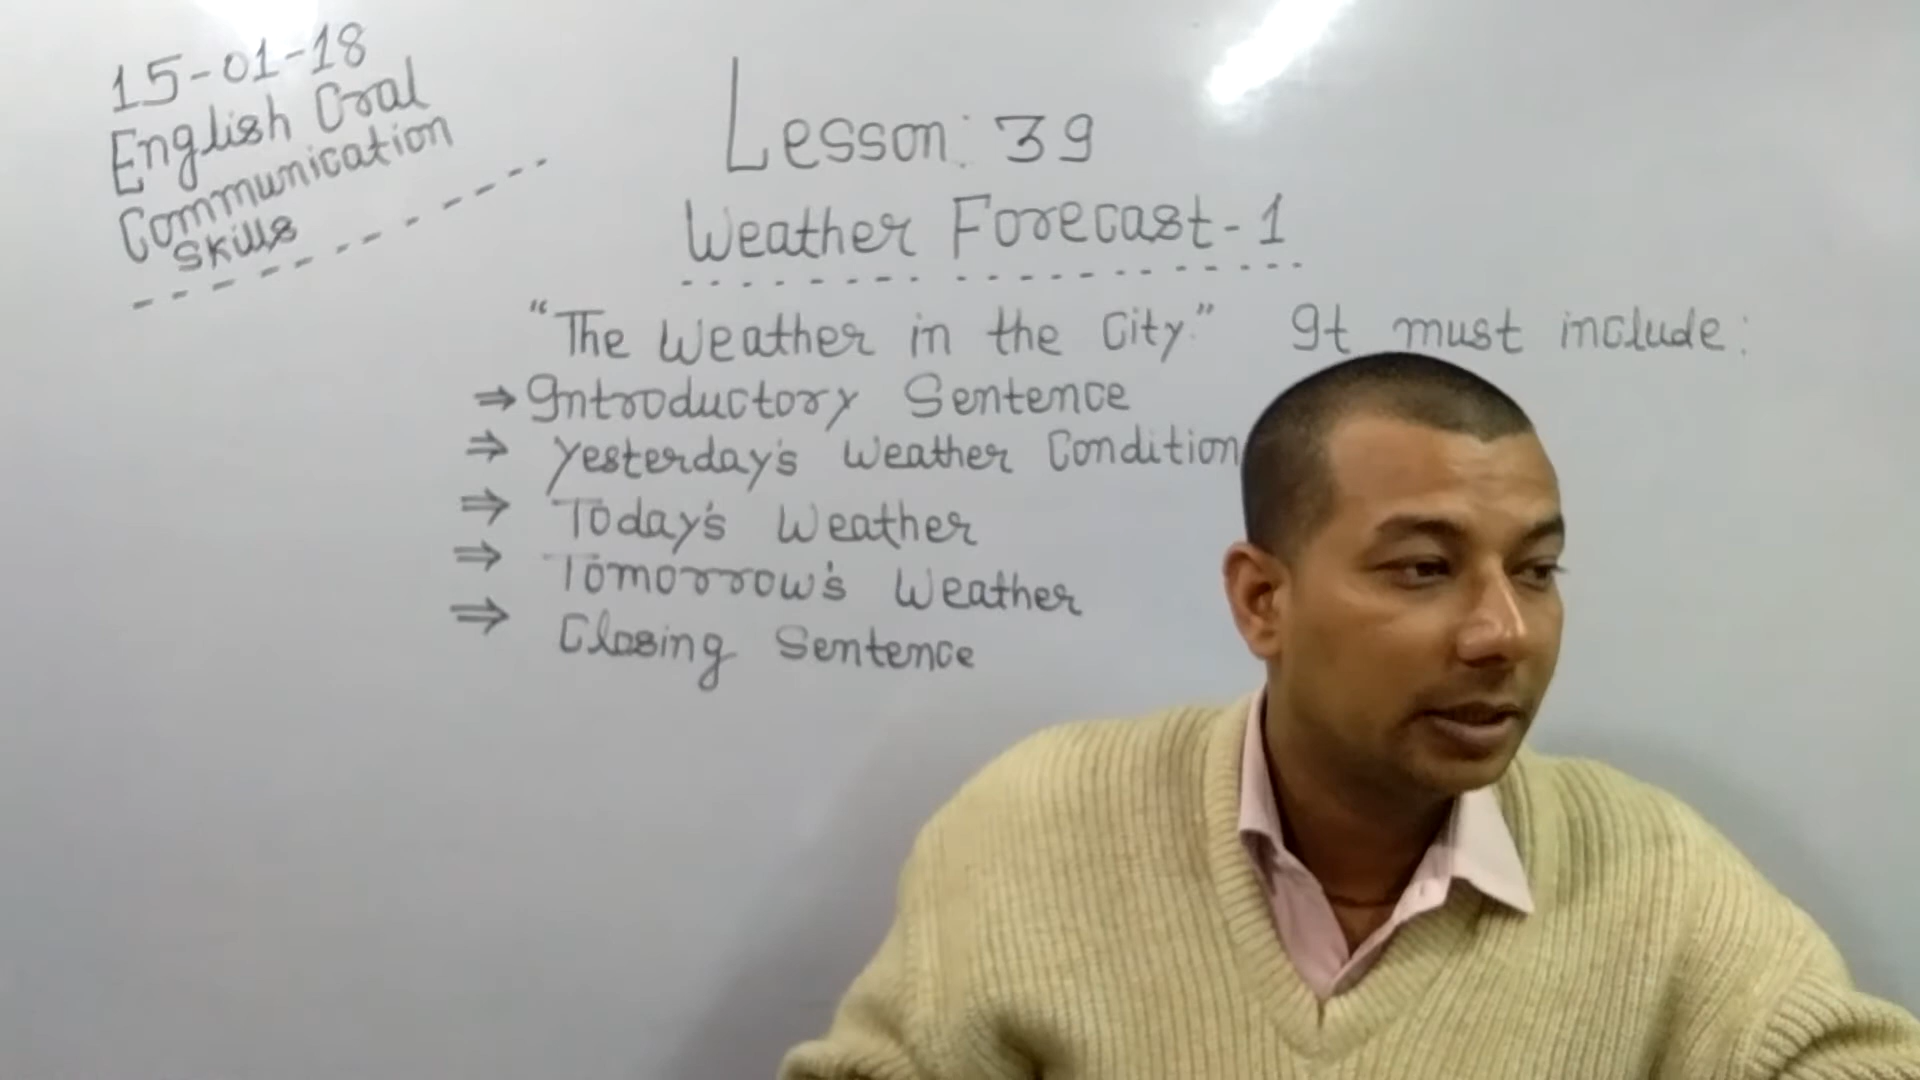 15-01-18
English Oral
Communication
Skills
Lesson: 39
Weather Forecast-1
"The Weather in the City." It must include:
⇒ Introductory Sentence
⇒ Yesterday's Weather Condition
⇒ Today's Weather
⇒ Tomorrow's Weather
⇒ Closing Sentence